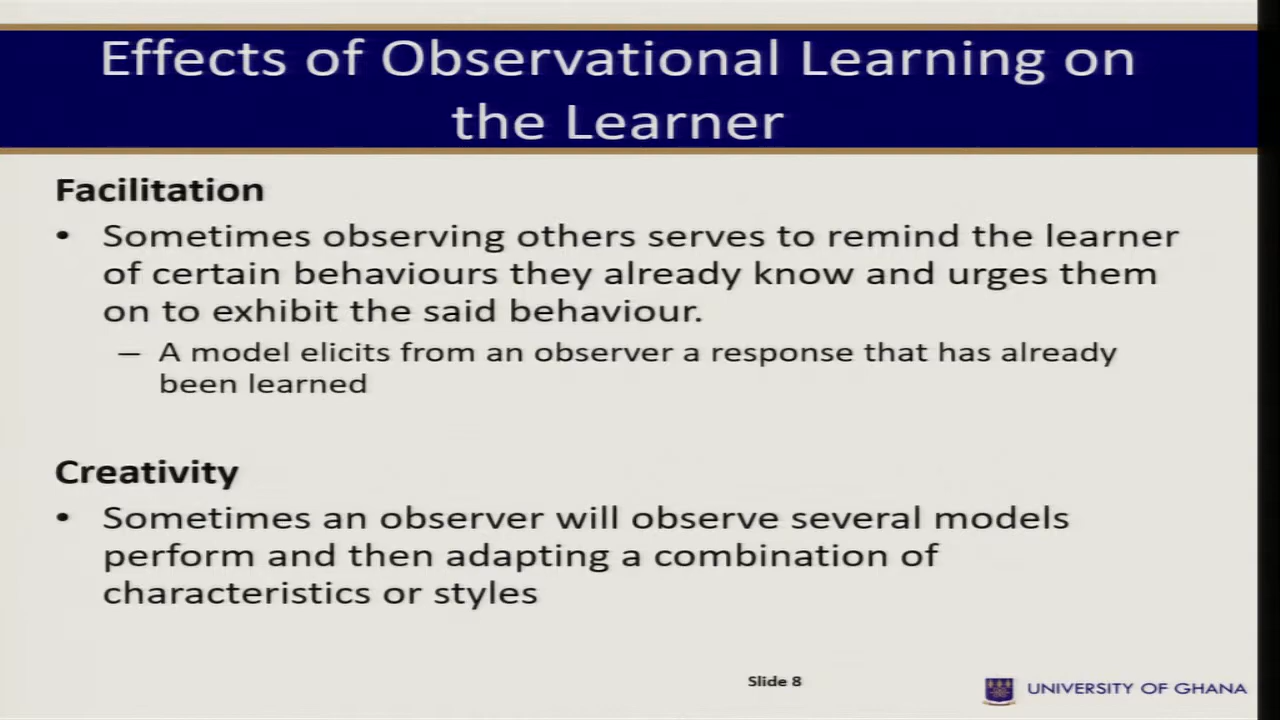 Effects of Observational Learning on
the Learner
Facilitation
• Sometimes observing others serves to remind the learner
of certain behaviours they already know and urges them
on to exhibit the said behaviour.
– A model elicits from an observer a response that has already
been learned
Creativity
• Sometimes an observer will observe several models
perform and then adapting a combination of
characteristics or styles
Slide 8
UNIVERSITY OF GHANA